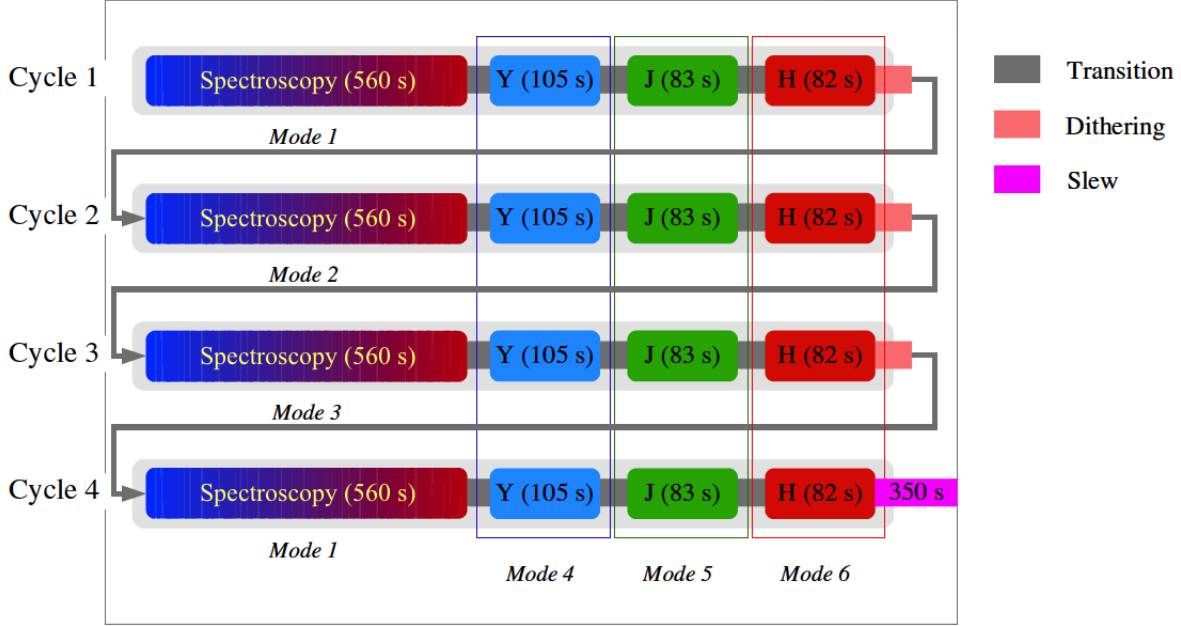 Cycle 1
Spectroscopy (560 s)
Y (105 s)
J (83 s)
H (82 s)
Mode 1
Cycle 2
Spectroscopy (560 s)
Y (105 s)
J (83 s)
H (82 s)
Mode 2
Cycle 3
Spectroscopy (560 s)
Y (105 s)
J (83 s)
H (82 s)
Mode 3
Cycle 4
Spectroscopy (560 s)
Y (105 s)
J (83 s)
H (82 s)
350 s
Mode 1
Mode 4
Mode 5
Mode 6
Transition
Dithering
Slew